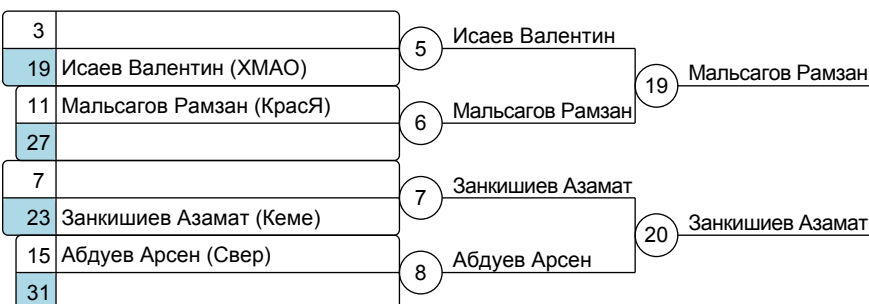 3
5 Исаев Валентин
19 Исаев Валентин (ХМАО)
19 Мальсагов Рамзан
11 Мальсагов Рамзан (КрасЯ)
6 Мальсагов Рамзан
27
7
7 Занкишиев Азамат
23 Занкишиев Азамат (Кеме)
20 Занкишиев Азамат
15 Абдуев Арсен (Свер)
8 Абдуев Арсен
31